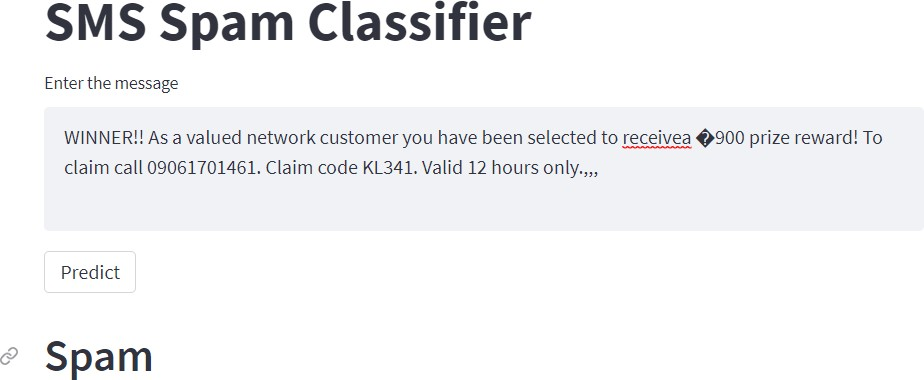 SMS Spam Classifier
Enter the message
WINNER!! As a valued network customer you have been selected to receivea �900 prize reward! To
claim call 09061701461. Claim code KL341. Valid 12 hours only.,,,
Predict
Spam